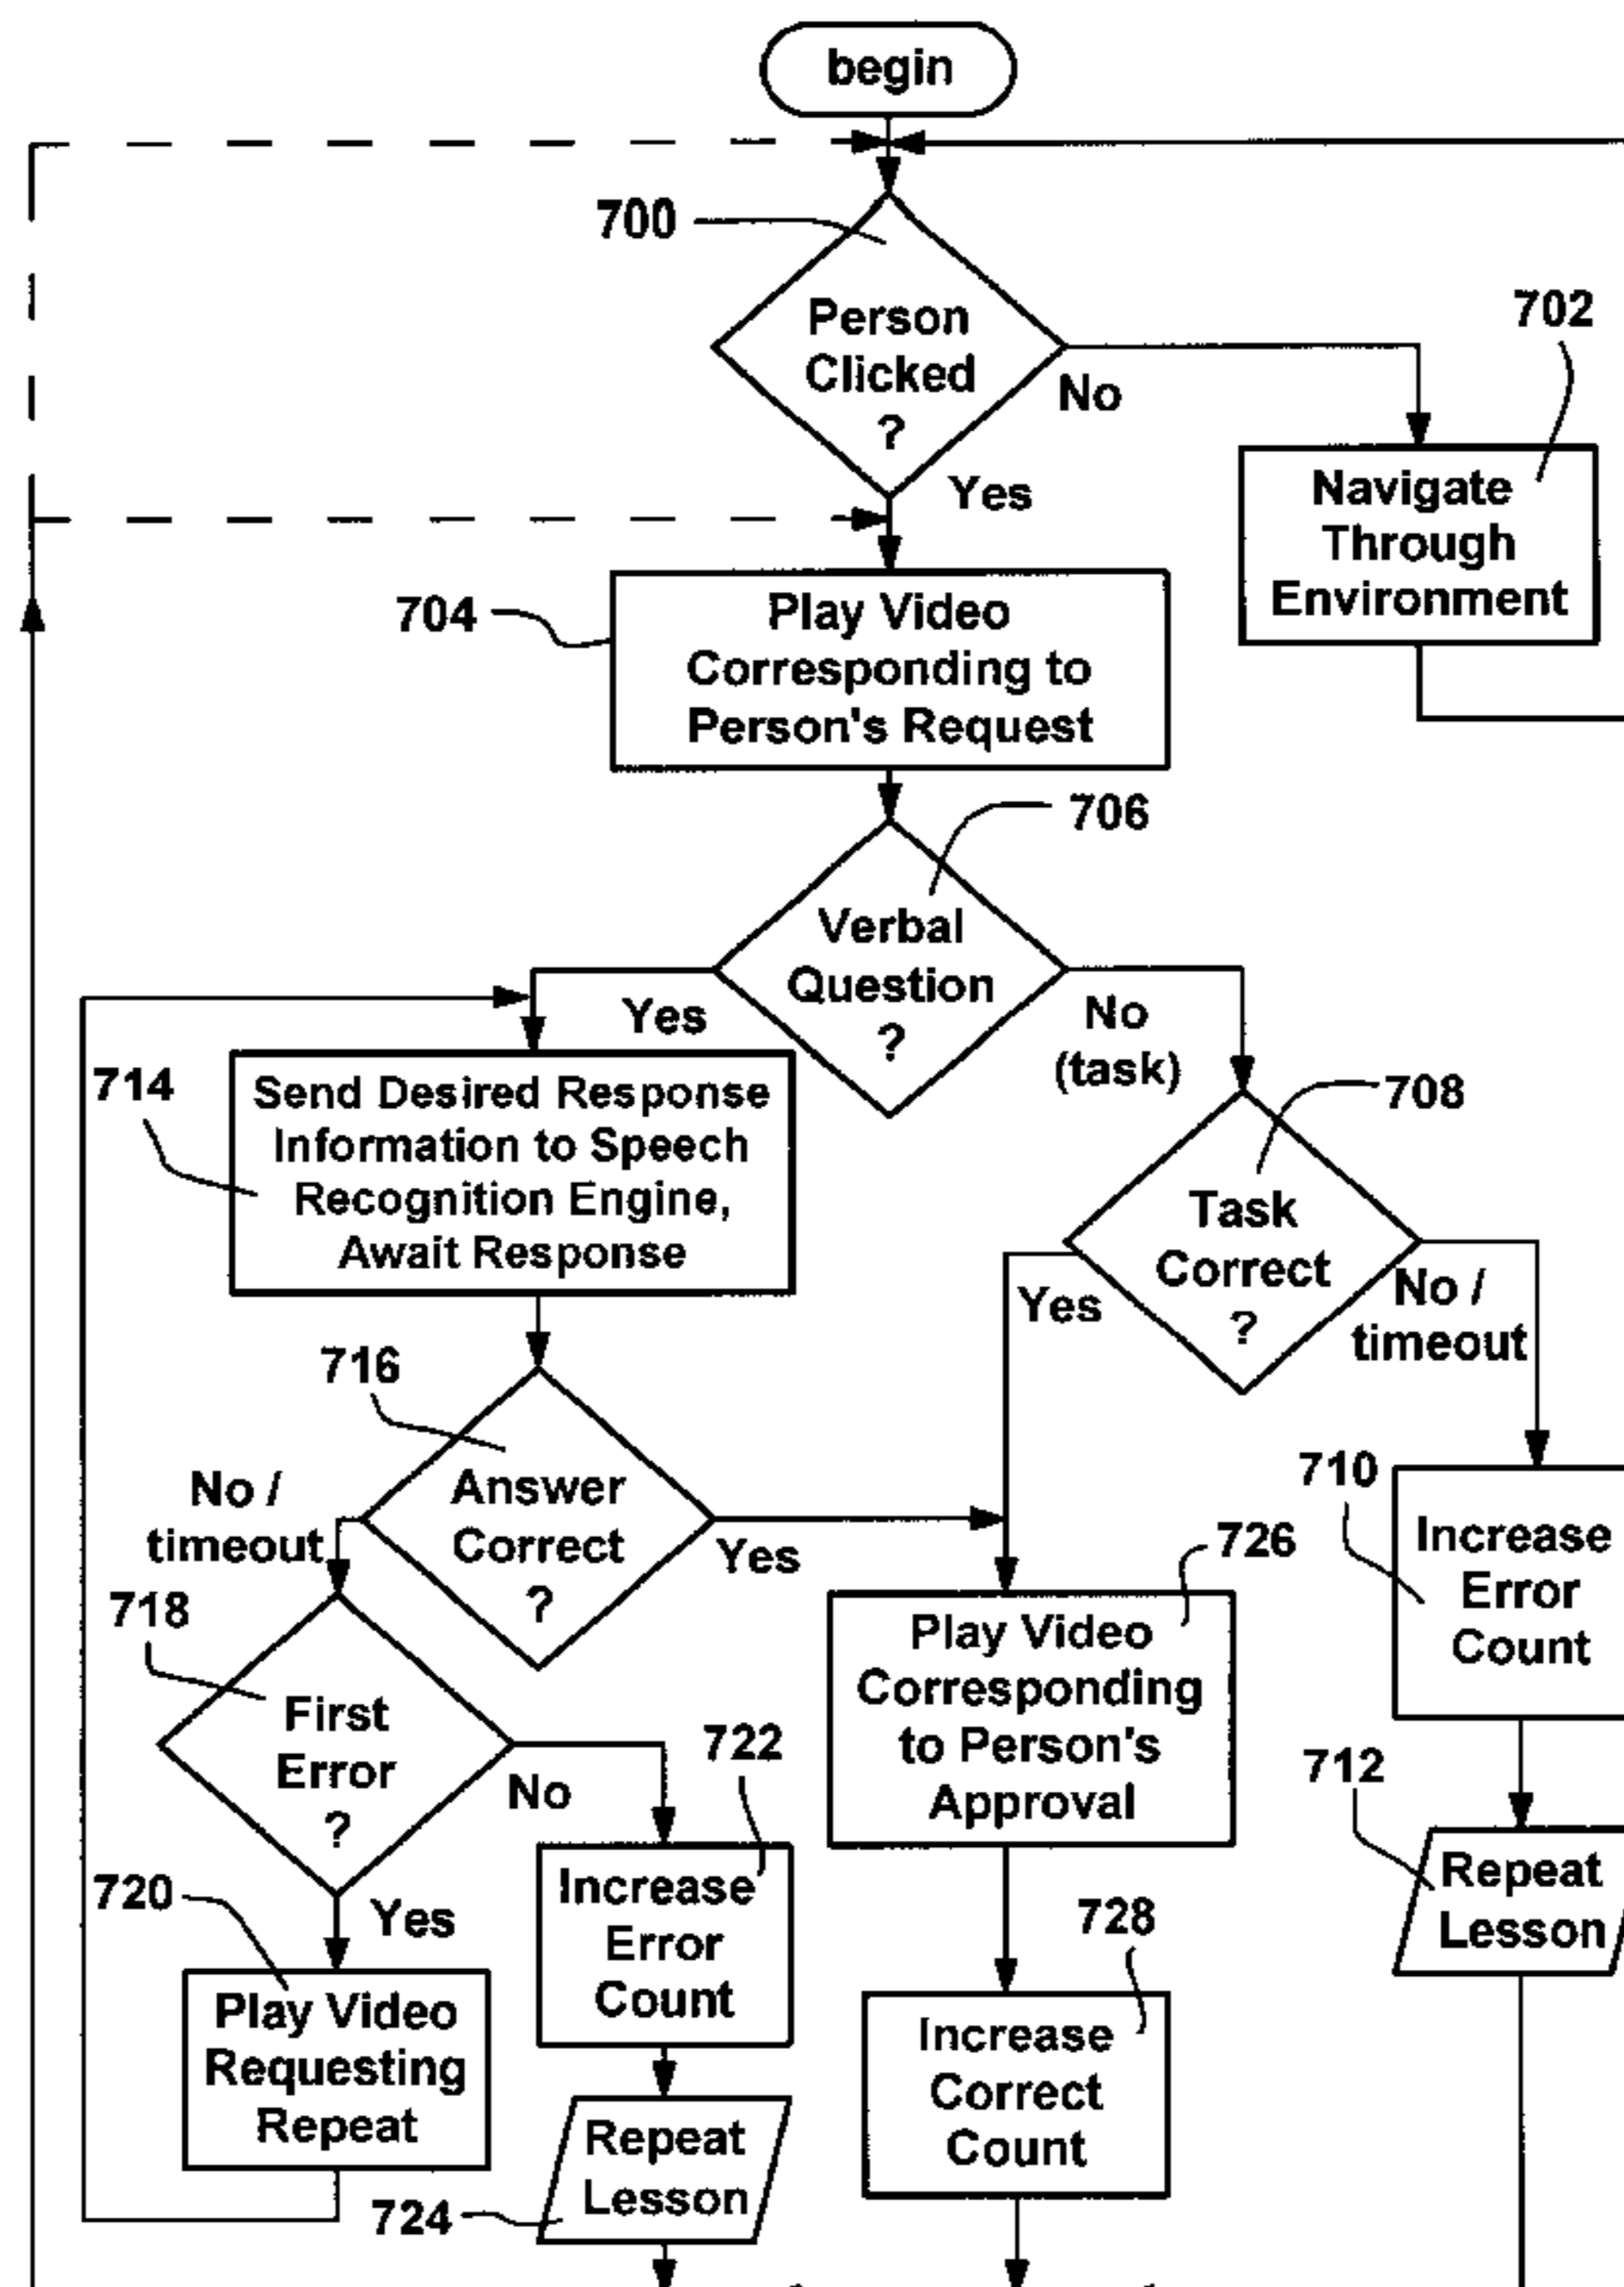 begin
700
Person
Clicked
?
No
Yes
702
Navigate
Through
Environment
704
Play Video
Corresponding to
Person's Request
706
Verbal
Question
?
Yes
No
(task)
714
Send Desired Response
Information to Speech
Recognition Engine,
Await Response
708
Task
Correct
?
Yes
No /
timeout
716
Answer
Correct
?
No /
timeout
Yes
710
Increase
Error
Count
726
Play Video
Corresponding
to Person's
Approval
718
First
Error
?
No
Yes
722
Increase
Error
Count
712
Repeat
Lesson
720
Play Video
Requesting
Repeat
728
Increase
Correct
Count
724
Repeat
Lesson